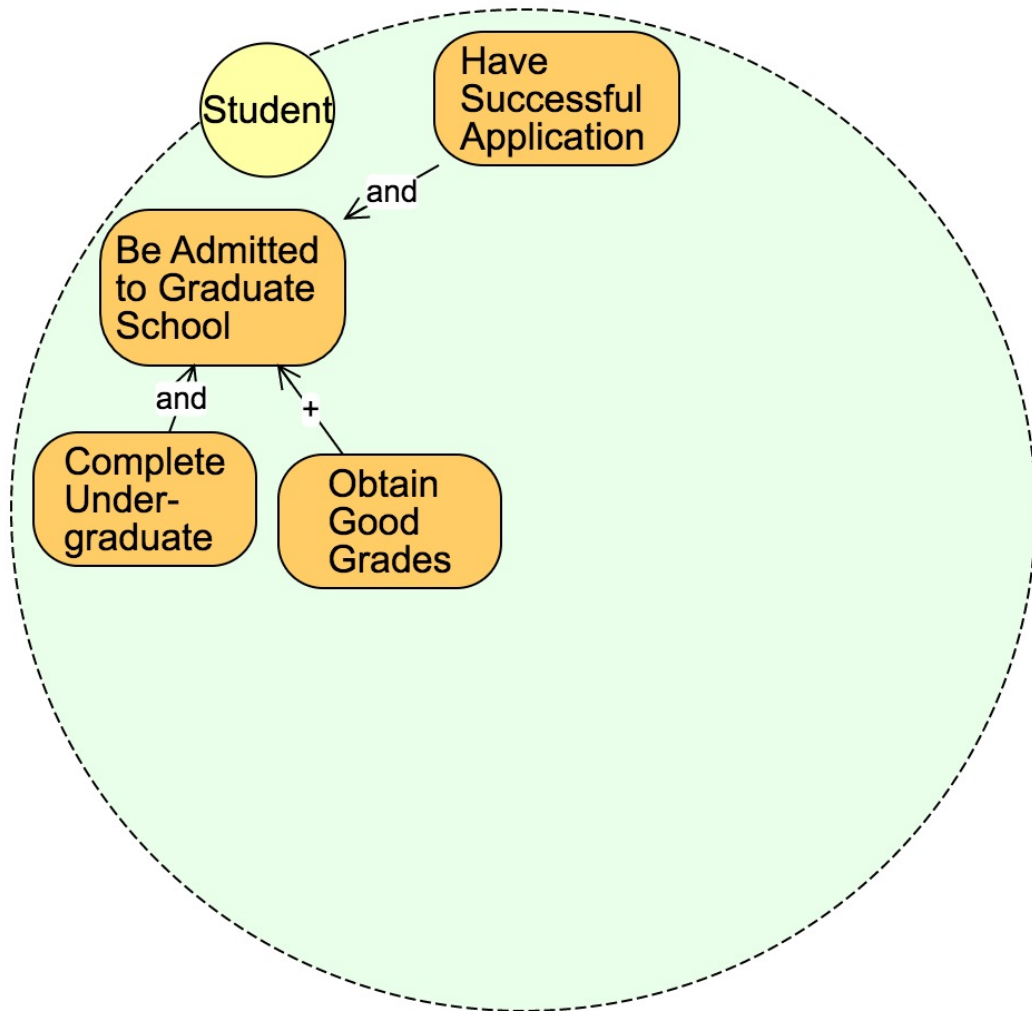 Student
Have
Successful
Application
and
Be Admitted
to Graduate
School
and
+
Complete
Under-
graduate
Obtain
Good
Grades